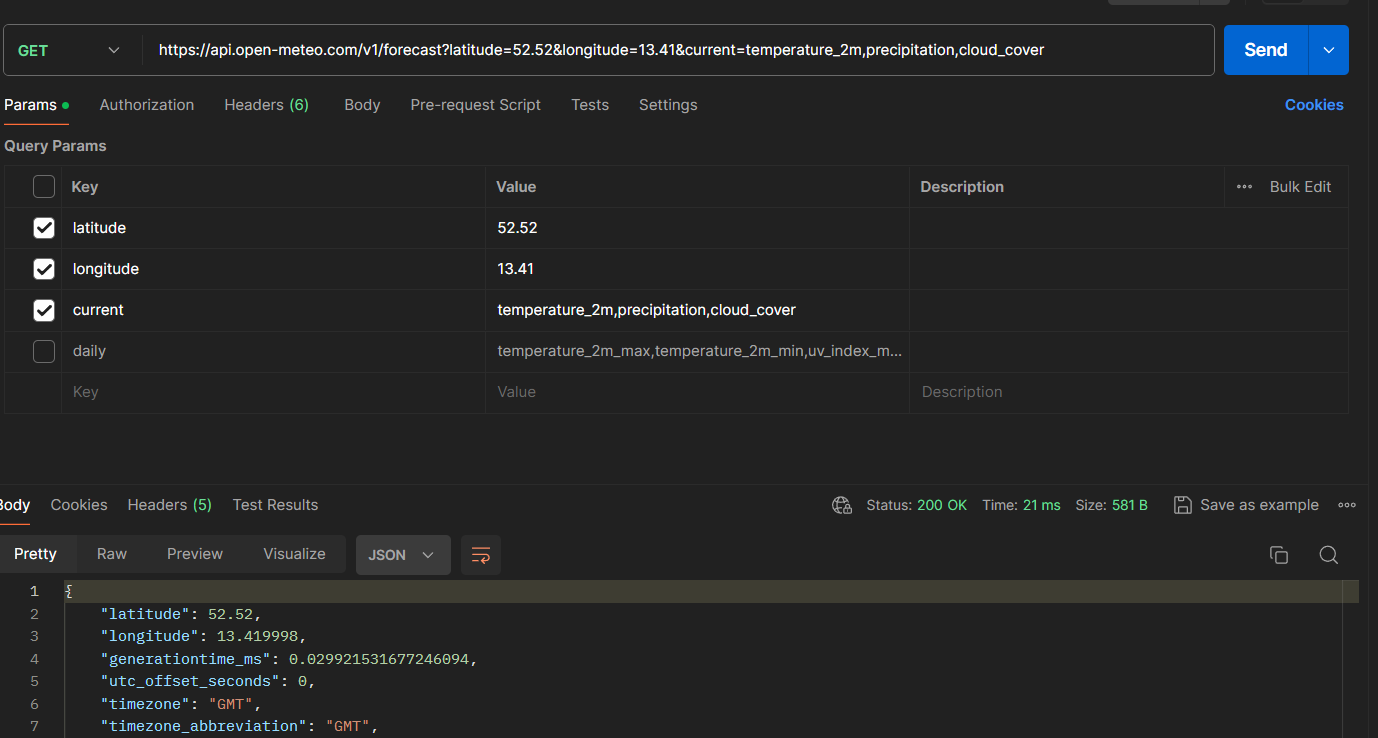 GET https://api.open-meteo.com/v1/forecast?latitude=52.52&longitude=13.41&current=temperature_2m,precipitation,cloud_cover Send
Params Authorization Headers (6) Body Pre-request Script Tests Settings Cookies
Query Params
Key Value Description ••• Bulk Edit
latitude 52.52
longitude 13.41
current temperature_2m,precipitation,cloud_cover
daily temperature_2m_max,temperature_2m_min,uv_index_m...
Key Value Description
Body Cookies Headers (5) Test Results Status: 200 OK Time: 21 ms Size: 581 B Save as example
Pretty Raw Preview Visualize JSON
1 {
2 "latitude": 52.52,
3 "longitude": 13.419998,
4 "generationtime_ms": 0.029921531677246094,
5 "utc_offset_seconds": 0,
6 "timezone": "GMT",
7 "timezone_abbreviation": "GMT",